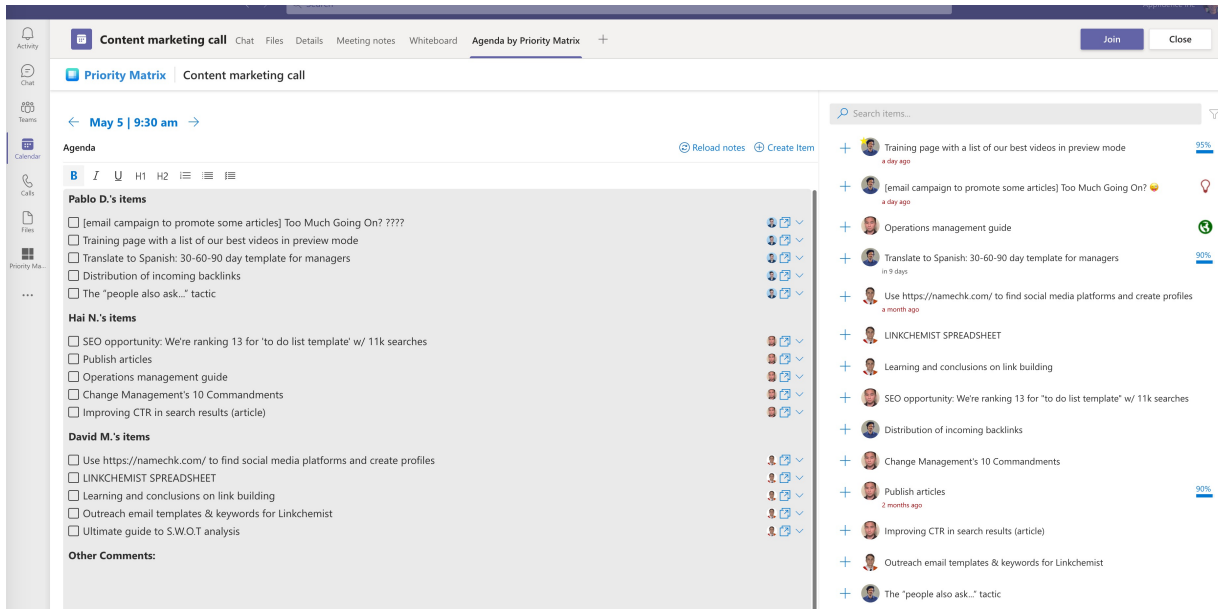 Search
Activity
Chat
Teams
Calendar
Calls
Files
Priority Ma...
Content marketing call Chat Files Details Meeting notes Whiteboard Agenda by Priority Matrix
Join
Close
Priority Matrix Content marketing call
May 5 | 9:30 am
Agenda
Reload notes
Create Item
B I U H1 H2
Pablo D.'s items
[email campaign to promote some articles] Too Much Going On? ????
Training page with a list of our best videos in preview mode
Translate to Spanish: 30-60-90 day template for managers
Distribution of incoming backlinks
The "people also ask..." tactic
Hai N.'s items
SEO opportunity: We're ranking 13 for 'to do list template' w/ 11k searches
Publish articles
Operations management guide
Change Management's 10 Commandments
Improving CTR in search results (article)
David M.'s items
Use https://namechk.com/ to find social media platforms and create profiles
LINKCHEMIST SPREADSHEET
Learning and conclusions on link building
Outreach email templates & keywords for Linkchemist
Ultimate guide to S.W.O.T analysis
Other Comments:
Search items...
Training page with a list of our best videos in preview mode 95%
a day ago
[email campaign to promote some articles] Too Much Going On? 😄
a day ago
Operations management guide
Translate to Spanish: 30-60-90 day template for managers 90%
in 9 days
Use https://namechk.com/ to find social media platforms and create profiles
a month ago
LINKCHEMIST SPREADSHEET
Learning and conclusions on link building
SEO opportunity: We're ranking 13 for "to do list template" w/ 11k searches
Distribution of incoming backlinks
Change Management's 10 Commandments
Publish articles 90%
2 months ago
Improving CTR in search results (article)
Outreach email templates & keywords for Linkchemist
The "people also ask..." tactic